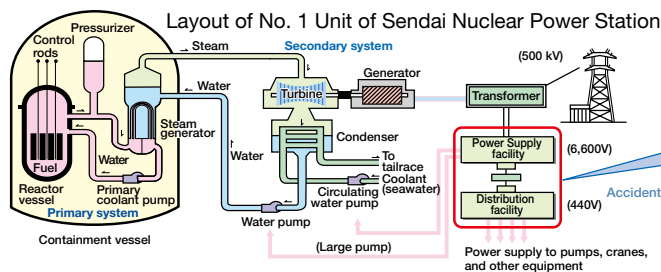 Layout of No. 1 Unit of Sendai Nuclear Power Station
Pressurizer
Control
rods
Steam
Secondary system
(500 kV)
Generator
Water
Turbine
Transformer
Steam
generator
Condenser
Power Supply
facility
(6,600V)
Fuel
Water
Water
To
tailrace
Reactor
vessel
Primary
coolant pump
Coolant
(seawater)
Circulating
water pump
Accident
Distribution
facility
(440V)
Primary system
Water pump
Containment vessel
(Large pump)
Power supply to pumps, cranes,
and other equipment